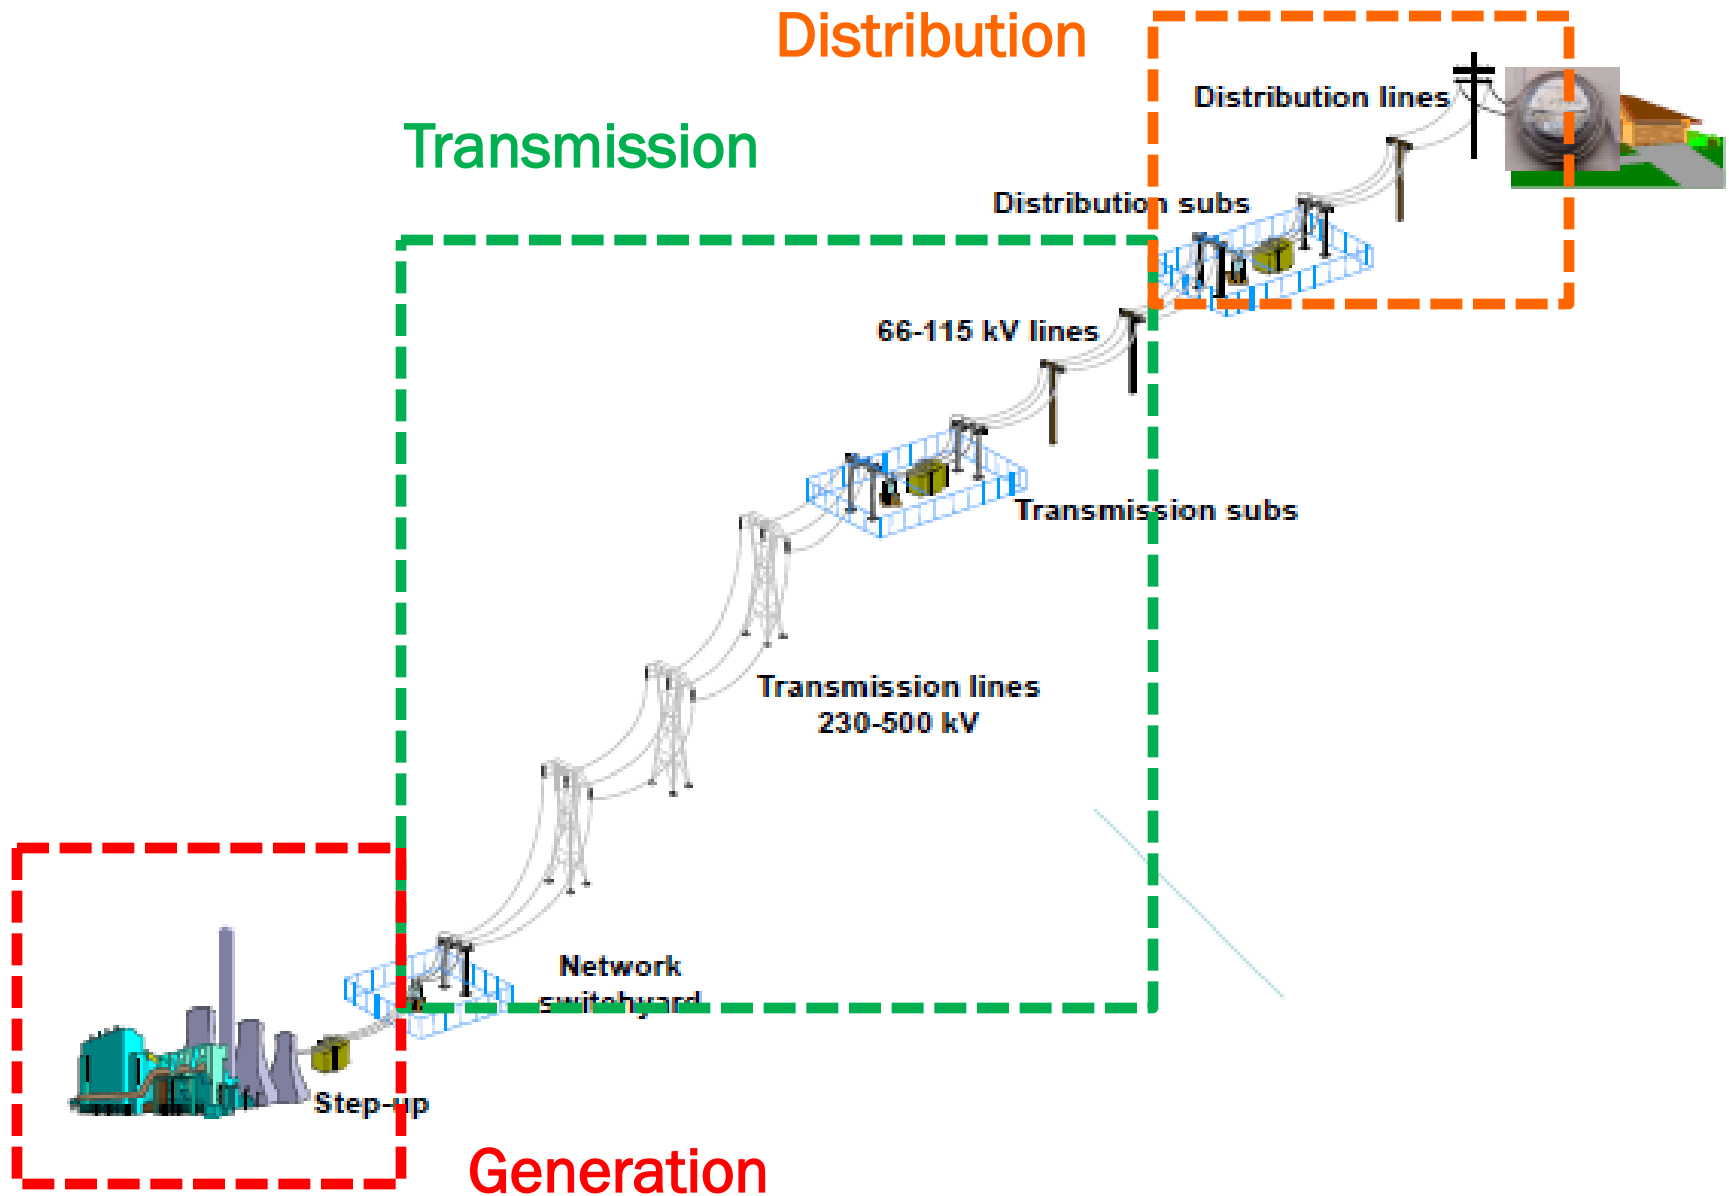 Distribution
Distribution lines
Transmission
Distribution subs
66-115 kV lines
Transmission subs
Transmission lines
230-500 kV
Network
switchyard
Step-up
Generation